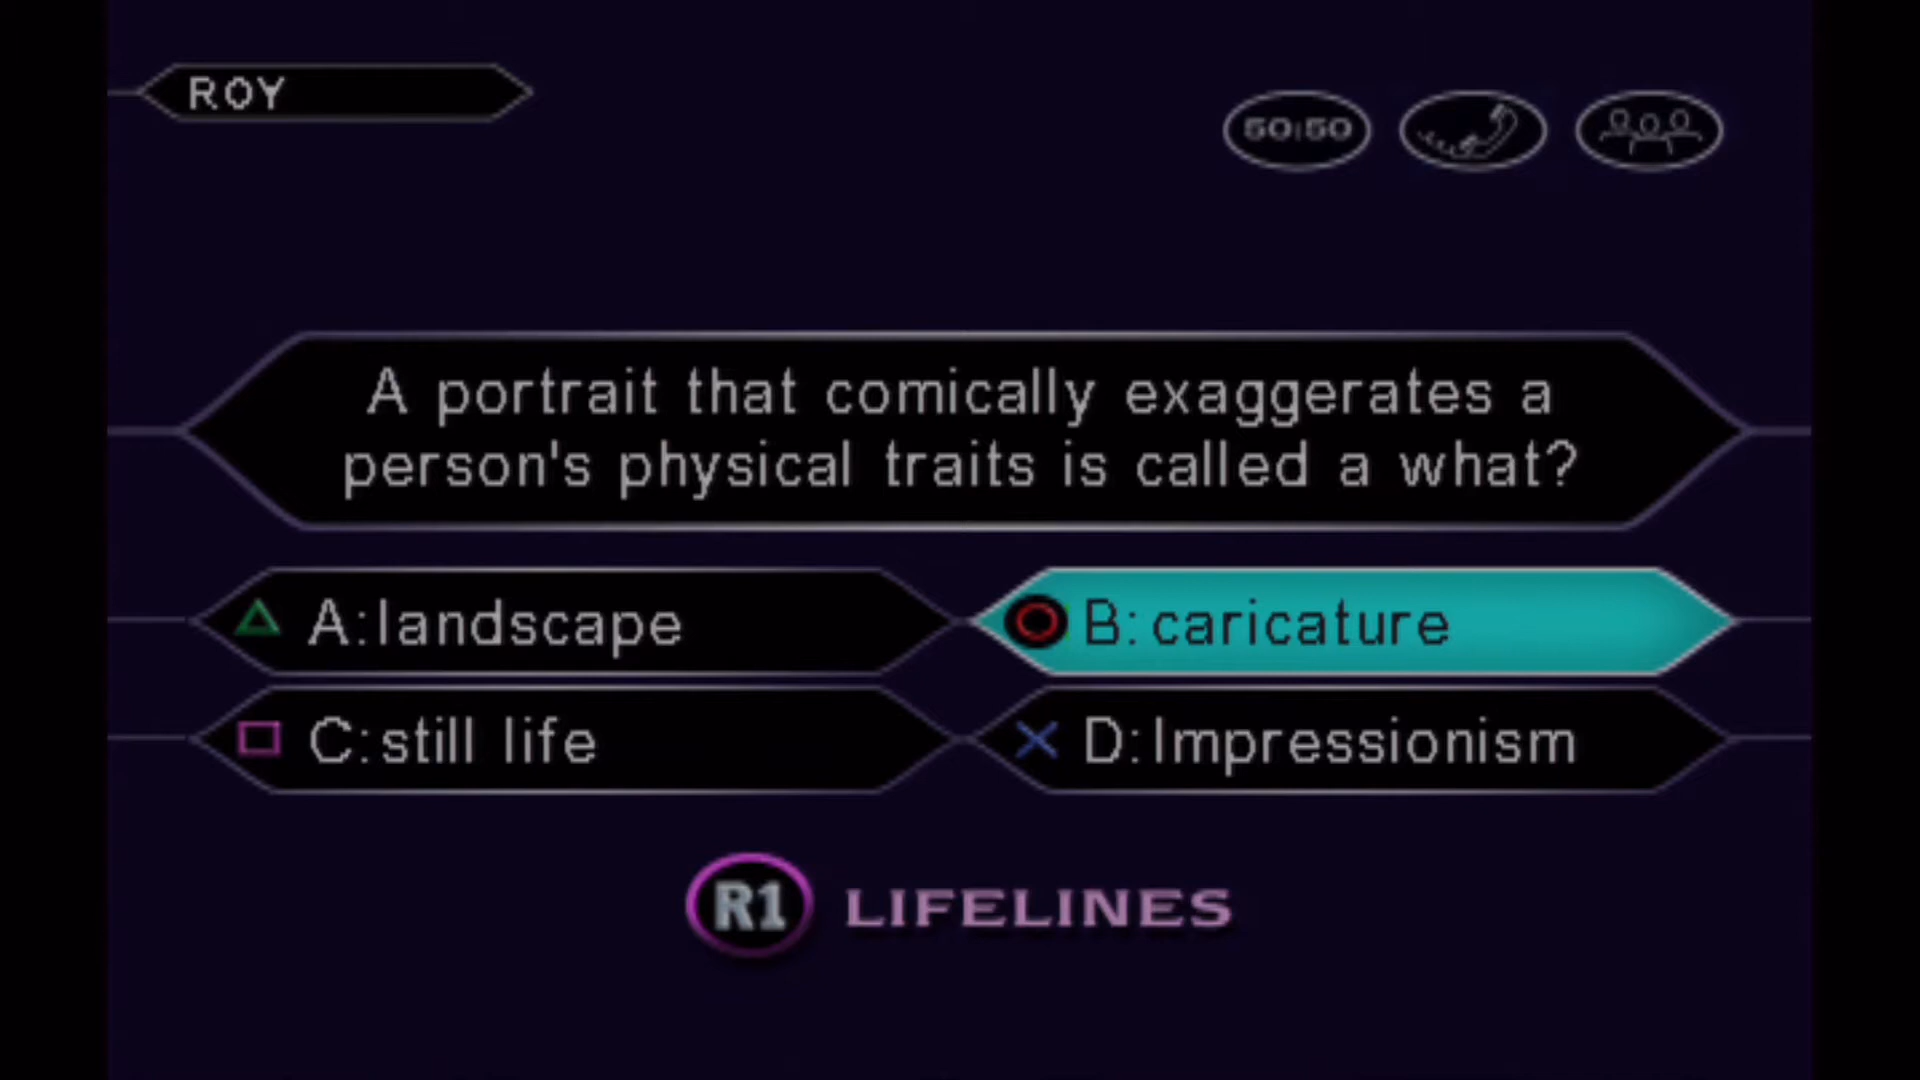 ROY
50:50
A portrait that comically exaggerates a
person's physical traits is called a what?
A:landscape
B:caricature
C:still life
D:Impressionism
R1 LIFELINES